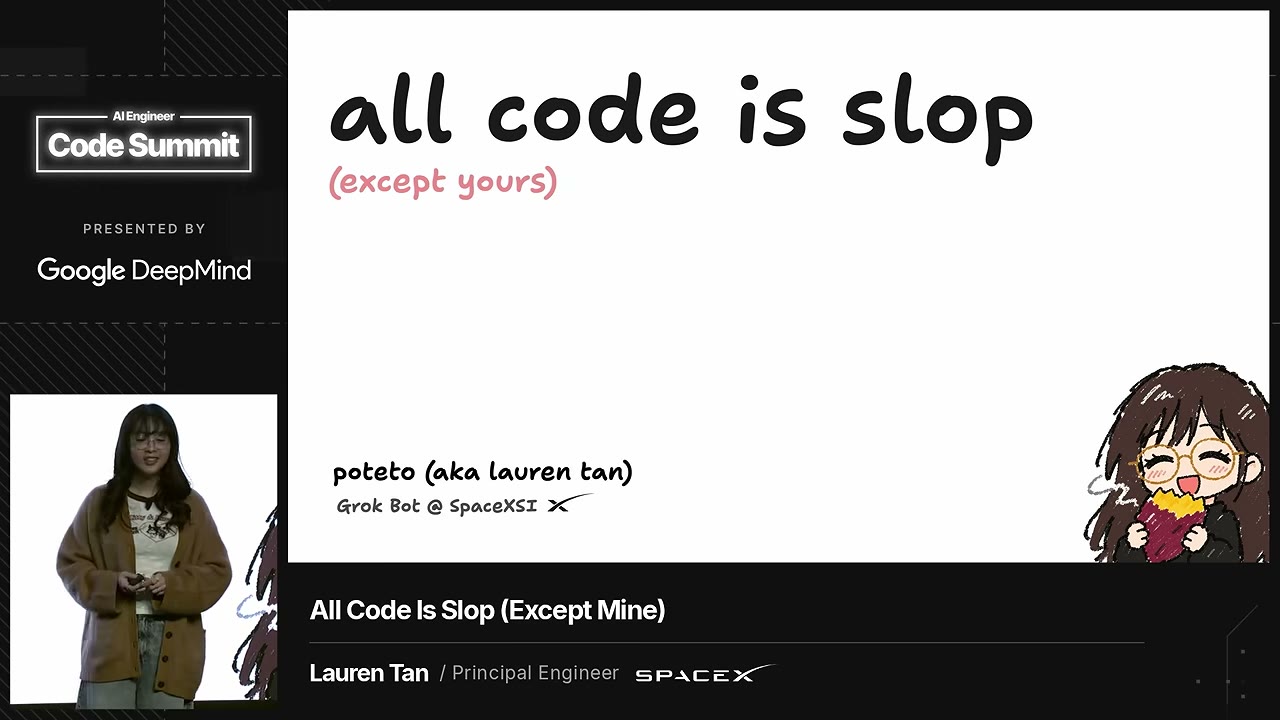 AI Engineer
Code Summit
PRESENTED BY
Google DeepMind
all code is slop
(except yours)
poteto (aka lauren tan)
Grok Bot @ SpaceXSI
All Code Is Slop (Except Mine)
Lauren Tan / Principal Engineer SPACEX